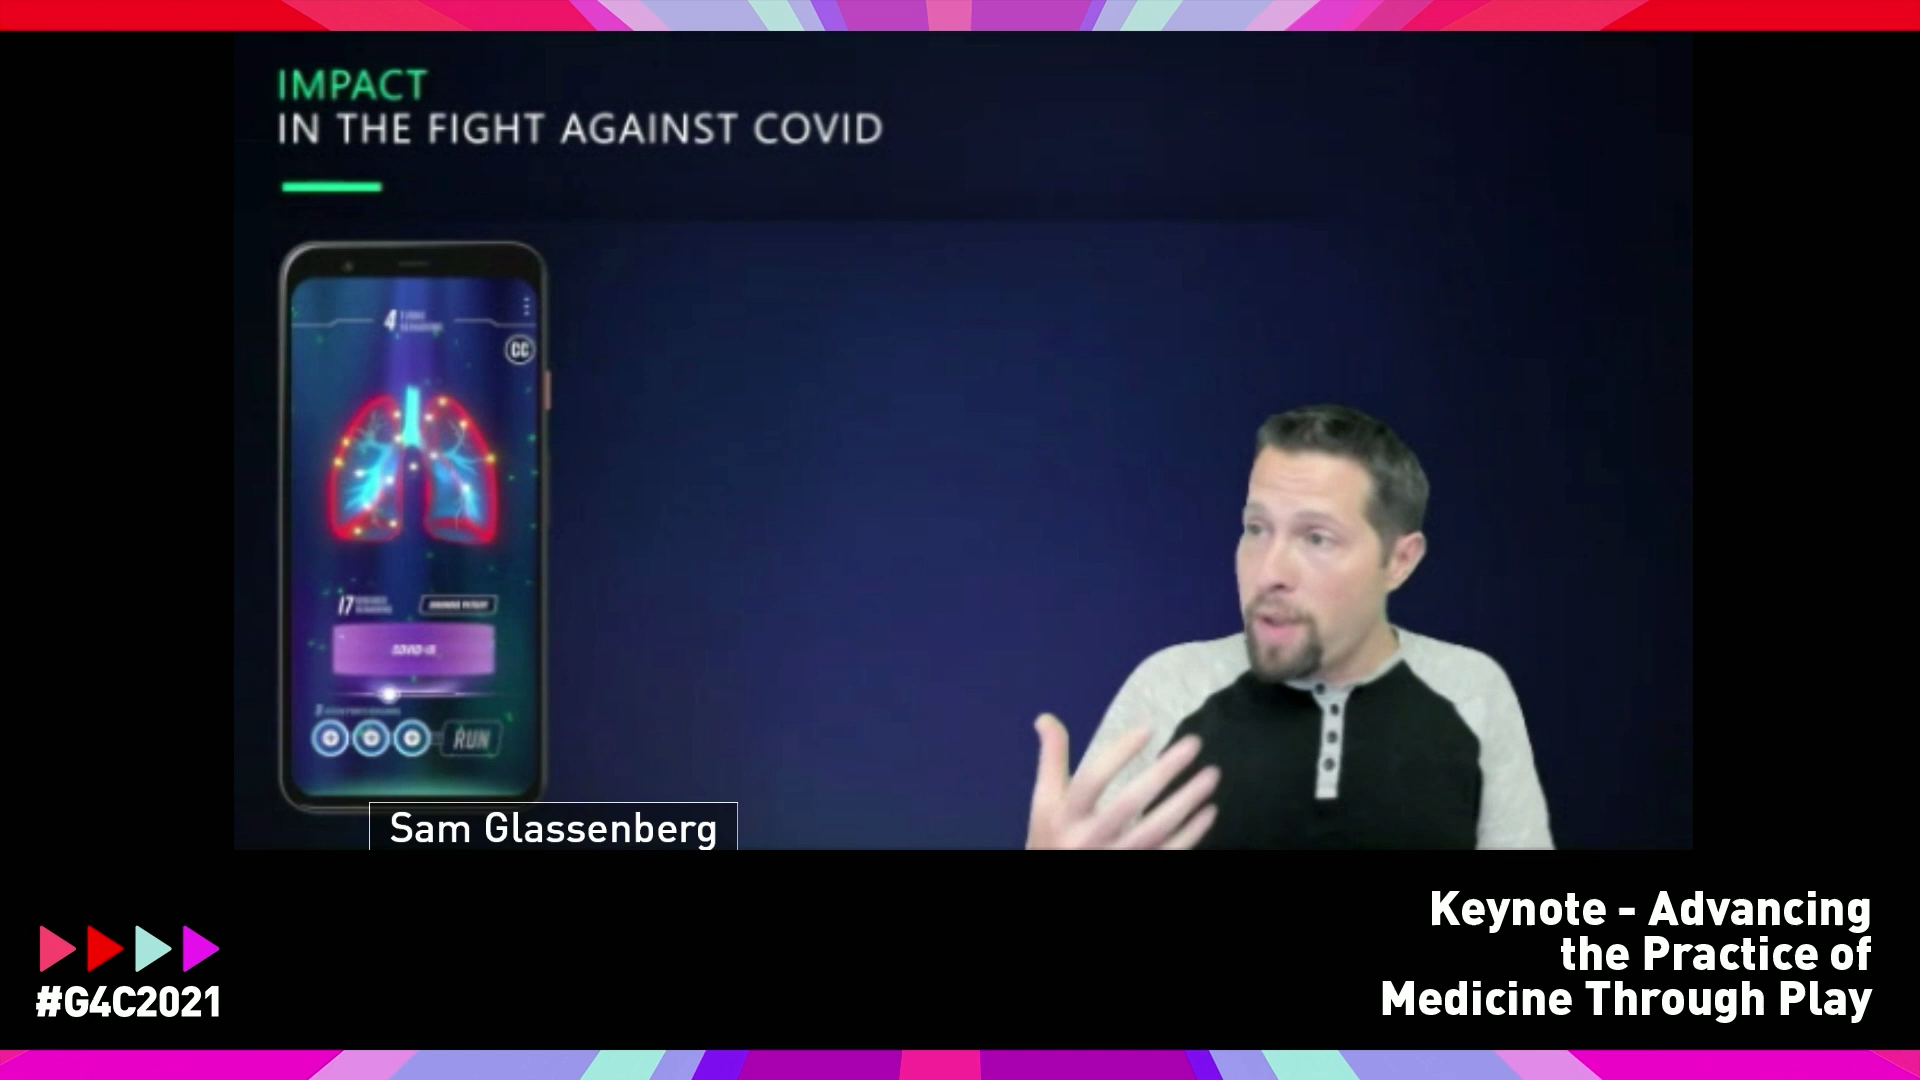 IMPACT
IN THE FIGHT AGAINST COVID
4
CC
17
COVID-19
RUN
Sam Glassenberg
Keynote - Advancing
the Practice of
Medicine Through Play
#G4C2021